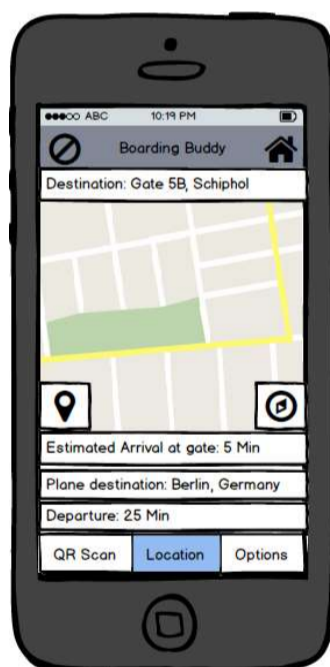 ABC 10:19 PM
Boarding Buddy
Destination: Gate 5B, Schiphol
Estimated Arrival at gate: 5 Min
Plane destination: Berlin, Germany
Departure: 25 Min
QR Scan Location Options